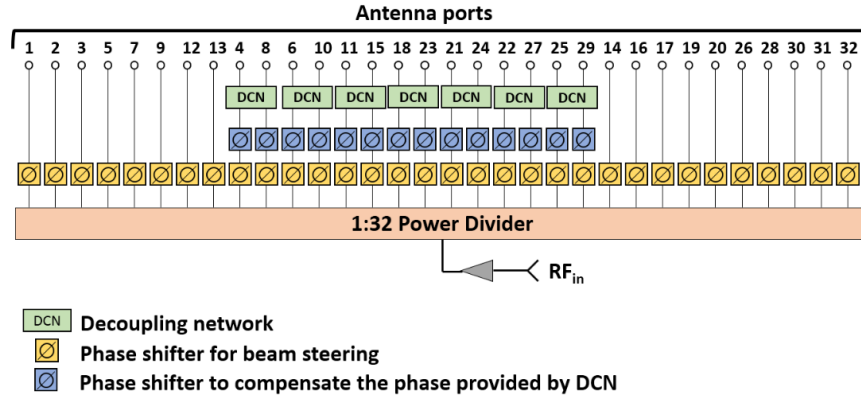 Antenna ports
1 2 3 5 7 9 12 13 4 8 6 10 11 15 18 23 21 24 22 27 25 29 14 16 17 19 20 26 28 30 31 32
DCN DCN DCN DCN DCN DCN DCN
1:32 Power Divider
RFin
DCN Decoupling network
Phase shifter for beam steering
Phase shifter to compensate the phase provided by DCN